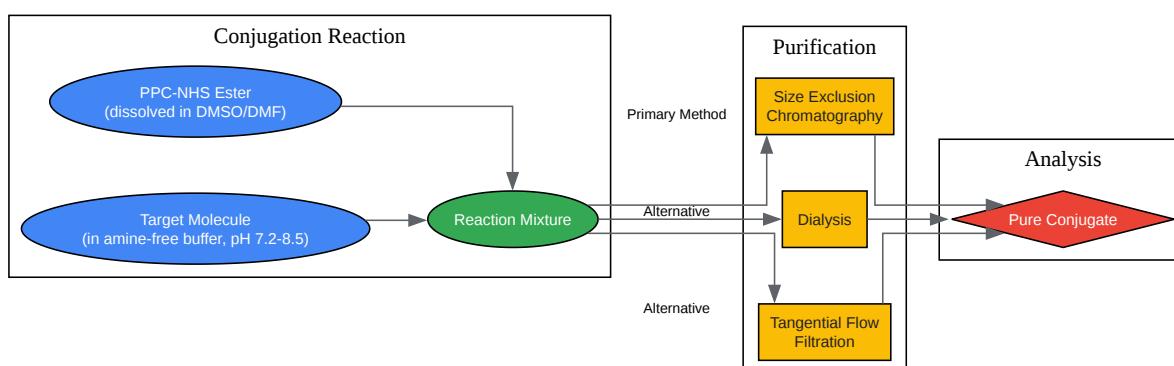 Conjugation Reaction
PPC-NHS Ester
(dissolved in DMSO/DMF)
Target Molecule
(in amine-free buffer, pH 7.2-8.5)
Reaction Mixture
Primary Method
Alternative
Alternative
Purification
Size Exclusion
Chromatography
Dialysis
Tangential Flow
Filtration
Analysis
Pure Conjugate